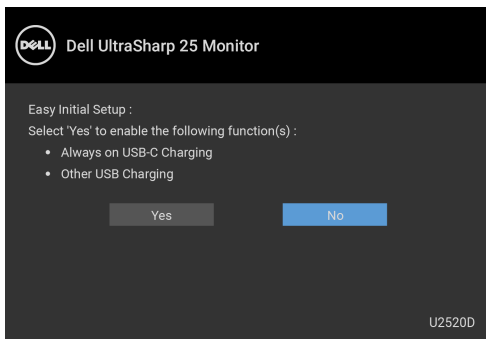 DELL
Dell UltraSharp 25 Monitor
Easy Initial Setup :
Select 'Yes' to enable the following function(s) :
• Always on USB-C Charging
• Other USB Charging
Yes
No
U2520D